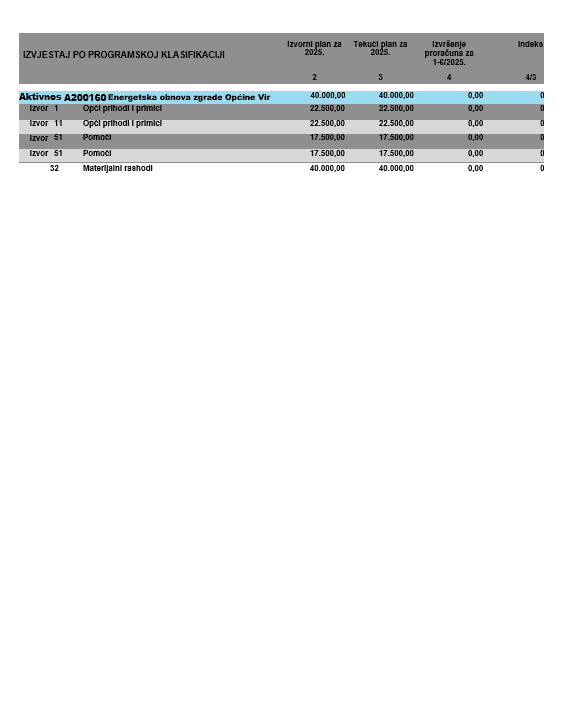 IZVJEŠTAJ PO PROGRAMSKOJ KLASIFIKACIJI Izvorni plan za 2025. Tekući plan za 2025. Izvršenje proračuna za 1-6/2025. Indeks
2 3 4 4/3
Aktivnos A200160 Energetska obnova zgrade Općine Vir 40.000,00 40.000,00 0,00 0
Izvor 1 Opći prihodi i primici 22.500,00 22.500,00 0,00 0
Izvor 11 Opći prihodi i primici 22.500,00 22.500,00 0,00 0
Izvor 51 Pomoći 17.500,00 17.500,00 0,00 0
Izvor 51 Pomoći 17.500,00 17.500,00 0,00 0
32 Materijalni rashodi 40.000,00 40.000,00 0,00 0